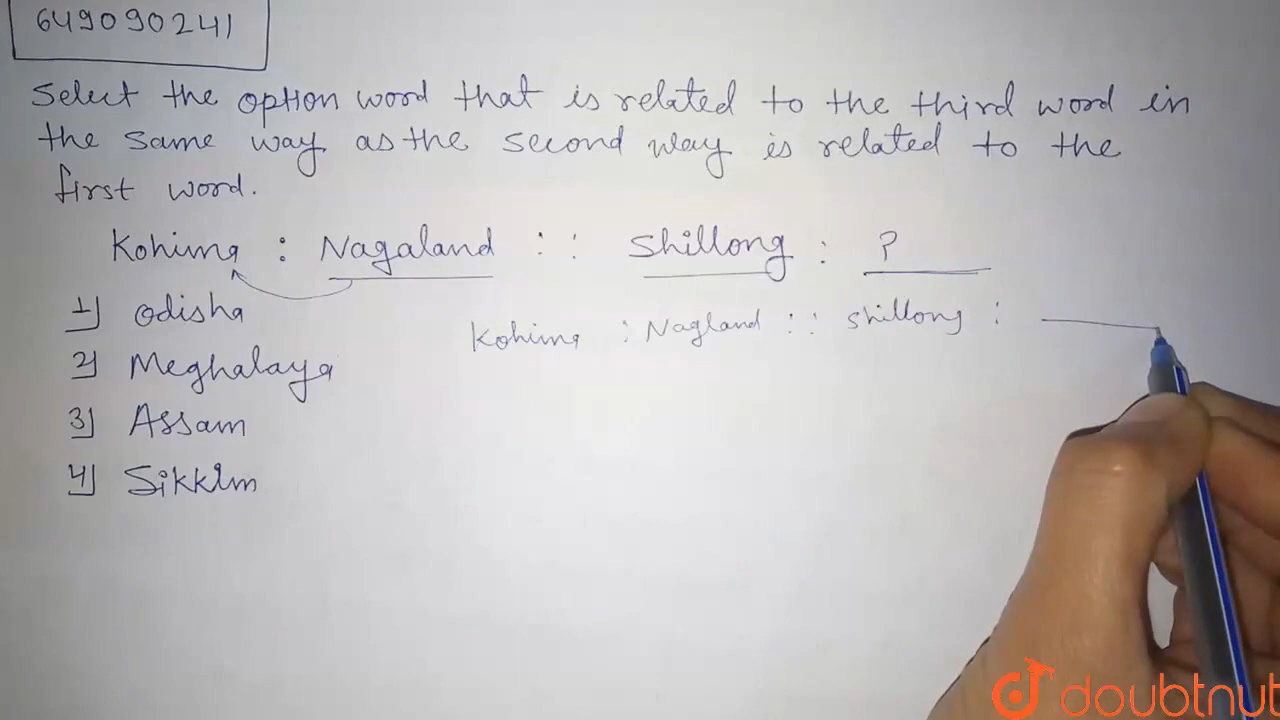 649090241
Select the option word that is related to the third word in
the same way as the second way is related to the
first word.
Kohima : Nagaland :: Shillong : ?
1) Odisha
Kohima : Nagland :: Shillong :
2) Meghalaya
3) Assam
4) Sikkim
doubtnut